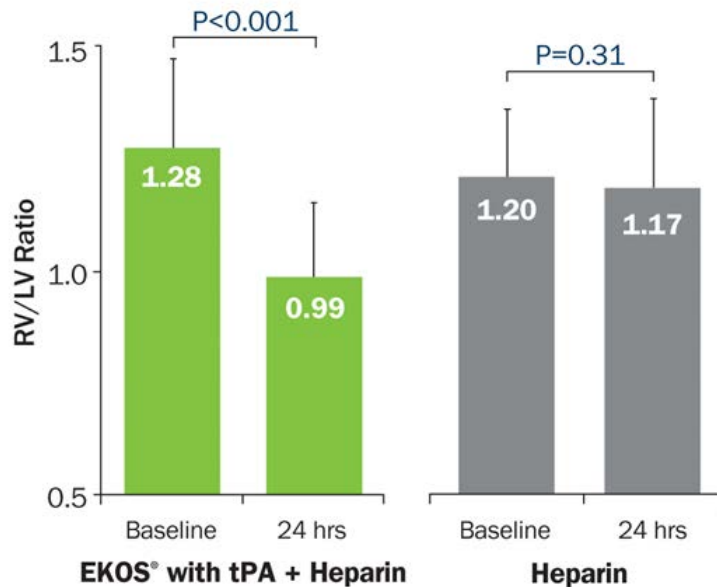 P<0.001
P=0.31
1.5
1.0
0.5
RV/LV Ratio
1.28
0.99
1.20
1.17
Baseline 24 hrs Baseline 24 hrs
EKOS® with tPA + Heparin Heparin